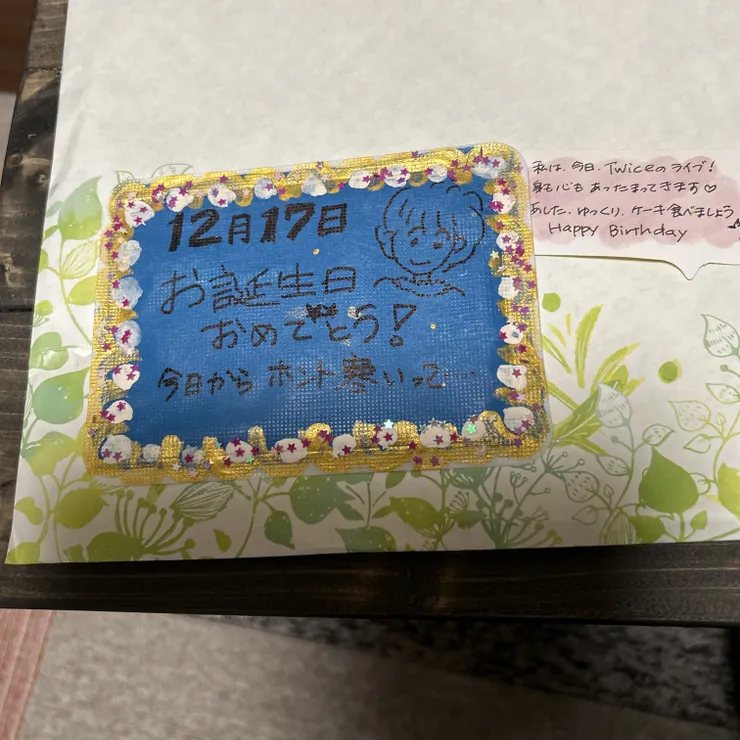 12月17日
お誕生日
おめでとう!
今日から ホント 寒いって…
私は、今日、Twiceの ライブ!
身も心も あったまってきます♡
あした、ゆっくり、ケーキ食べましょう♪
Happy Birthday